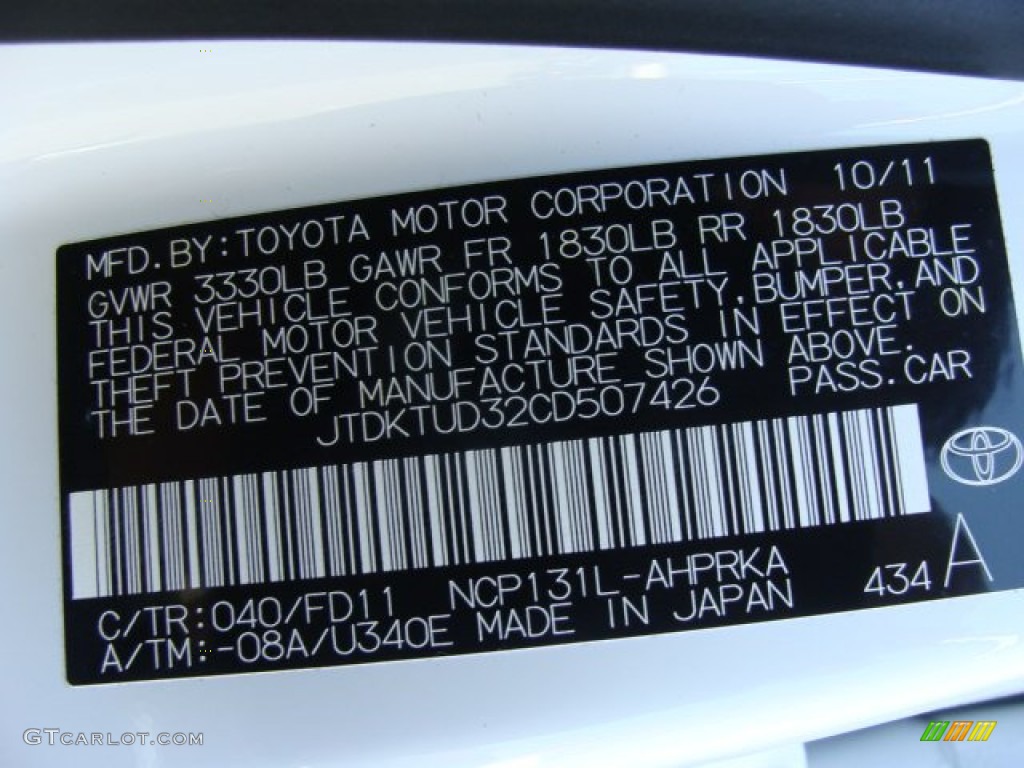 MFD.BY:TOYOTA MOTOR CORPORATION 10/11
GVWR 3330LB GAWR FR 1830LB RR 1830LB
THIS VEHICLE CONFORMS TO ALL APPLICABLE
FEDERAL MOTOR VEHICLE SAFETY,BUMPER,AND
THEFT PREVENTION STANDARDS IN EFFECT ON
THE DATE OF MANUFACTURE SHOWN ABOVE.
JTDKTUD32CD507426 PASS.CAR
C/TR:040/FD11 NCP131L-AHPRKA
A/TM:-08A/U340E MADE IN JAPAN 434 A
GTCARLOT.COM